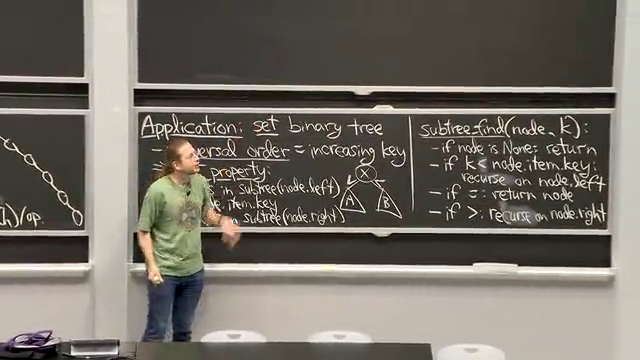 h)/op.
Application: set binary tree
ersal order = increasing key
property:
in subtree(node.left)
e.item.key
in subtree(node.right)
X
A B
subtree-find(node, k):
- if node is None: return
- if k < node.item.key:
recurse on node.left
- if =: return node
- if >: recurse on node.right